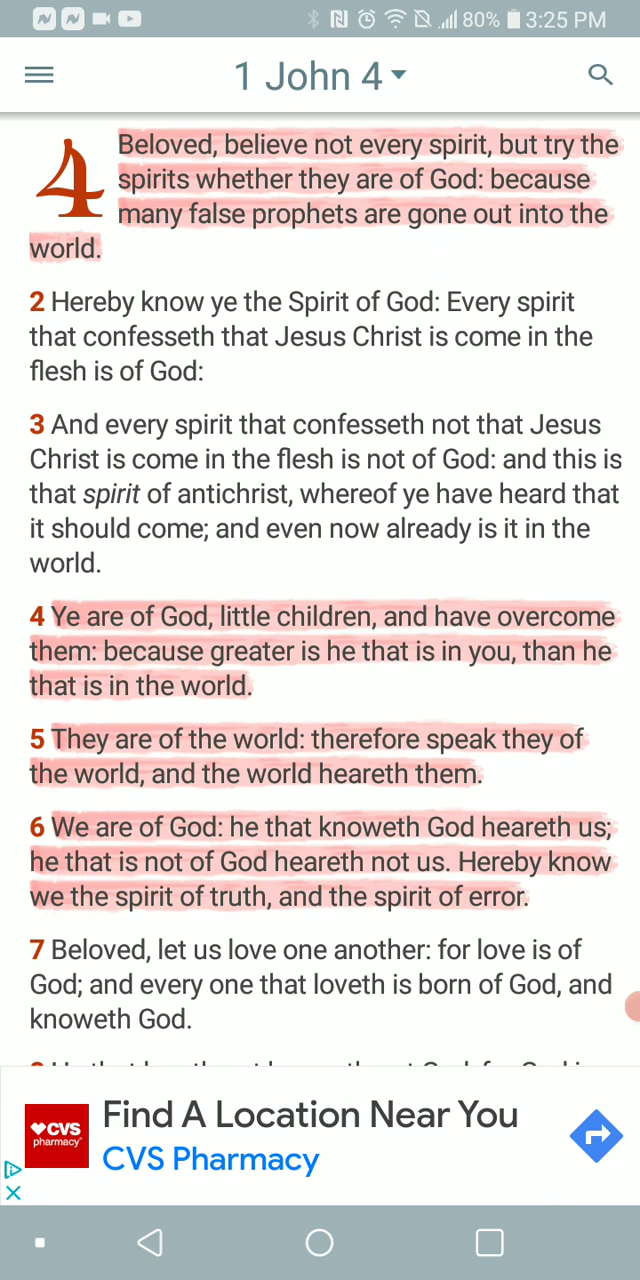 80% 3:25 PM
1 John 4
4 Beloved, believe not every spirit, but try the
spirits whether they are of God: because
many false prophets are gone out into the
world.
2 Hereby know ye the Spirit of God: Every spirit
that confesseth that Jesus Christ is come in the
flesh is of God:
3 And every spirit that confesseth not that Jesus
Christ is come in the flesh is not of God: and this is
that spirit of antichrist, whereof ye have heard that
it should come; and even now already is it in the
world.
4 Ye are of God, little children, and have overcome
them: because greater is he that is in you, than he
that is in the world.
5 They are of the world: therefore speak they of
the world, and the world heareth them.
6 We are of God: he that knoweth God heareth us;
he that is not of God heareth not us. Hereby know
we the spirit of truth, and the spirit of error.
7 Beloved, let us love one another: for love is of
God; and every one that loveth is born of God, and
knoweth God.
CVS
pharmacy
Find A Location Near You
CVS Pharmacy